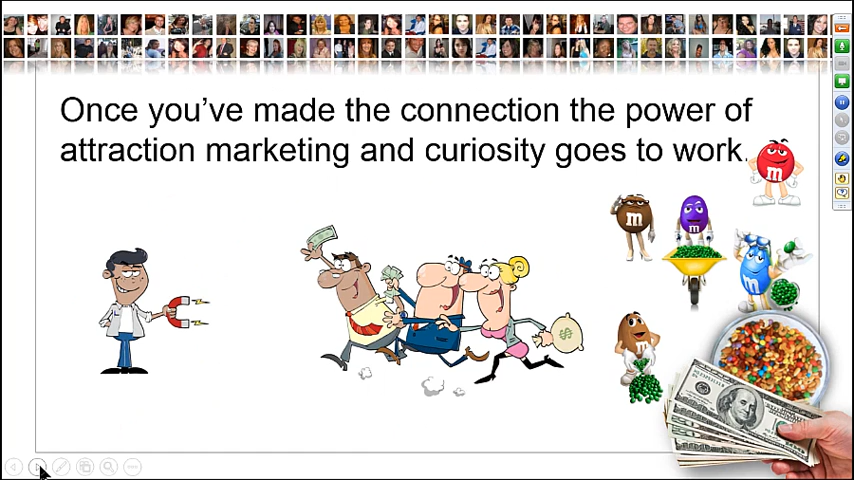 Once you’ve made the connection the power of
attraction marketing and curiosity goes to work.
m
m
m
m
m
$